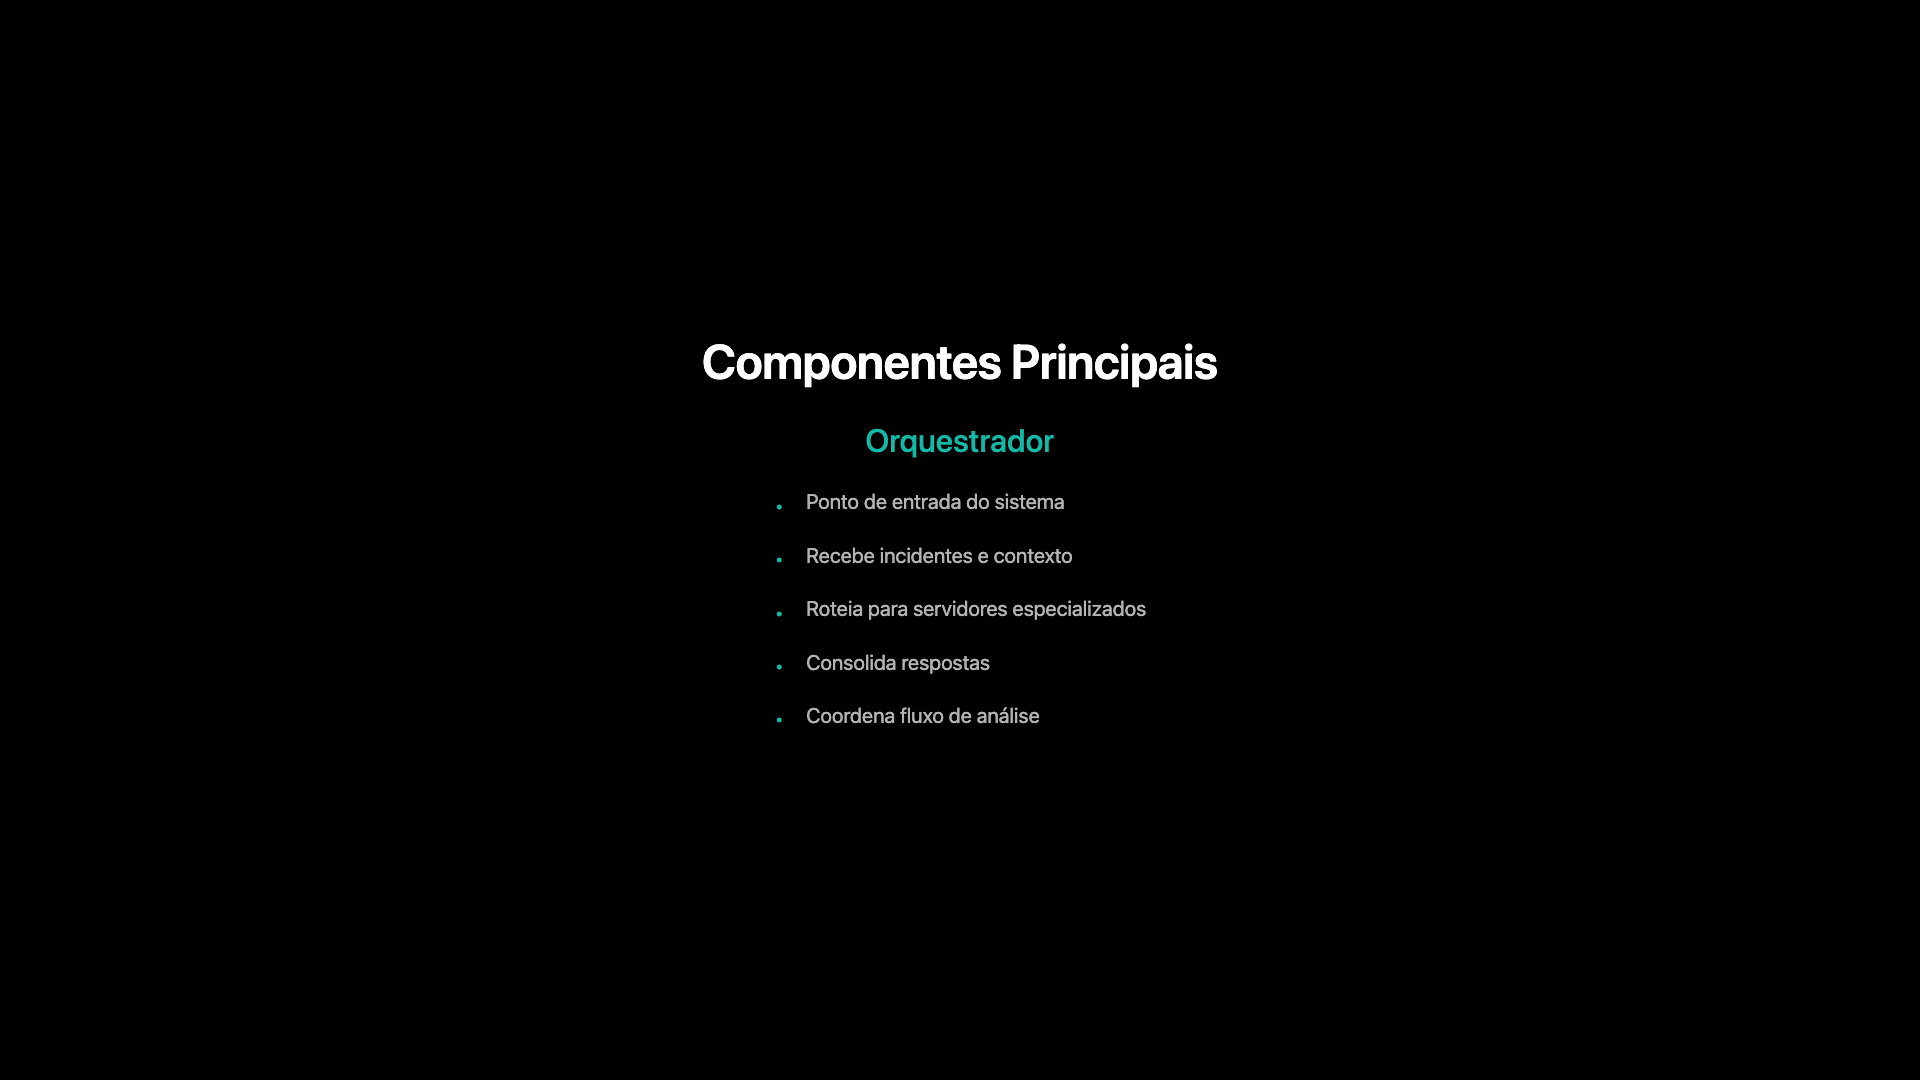 Componentes Principais
Orquestrador
• Ponto de entrada do sistema
• Recebe incidentes e contexto
• Roteia para servidores especializados
• Consolida respostas
• Coordena fluxo de análise